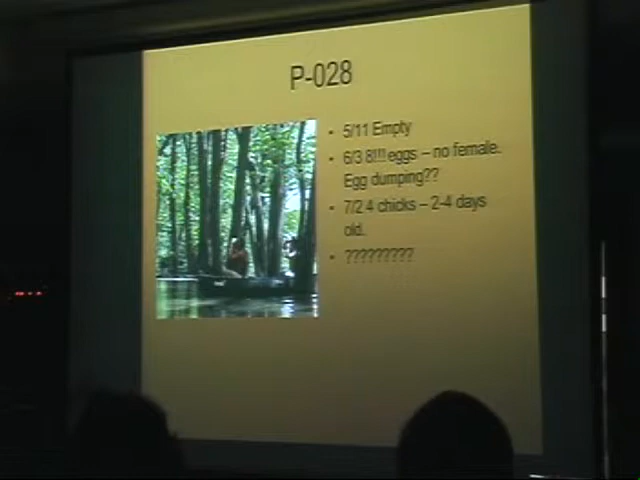 P-028
• 5/11 Empty
• 6/3 8!!! eggs – no female.
Egg dumping??
• 7/2 4 chicks – 2-4 days
old.
• ?????????